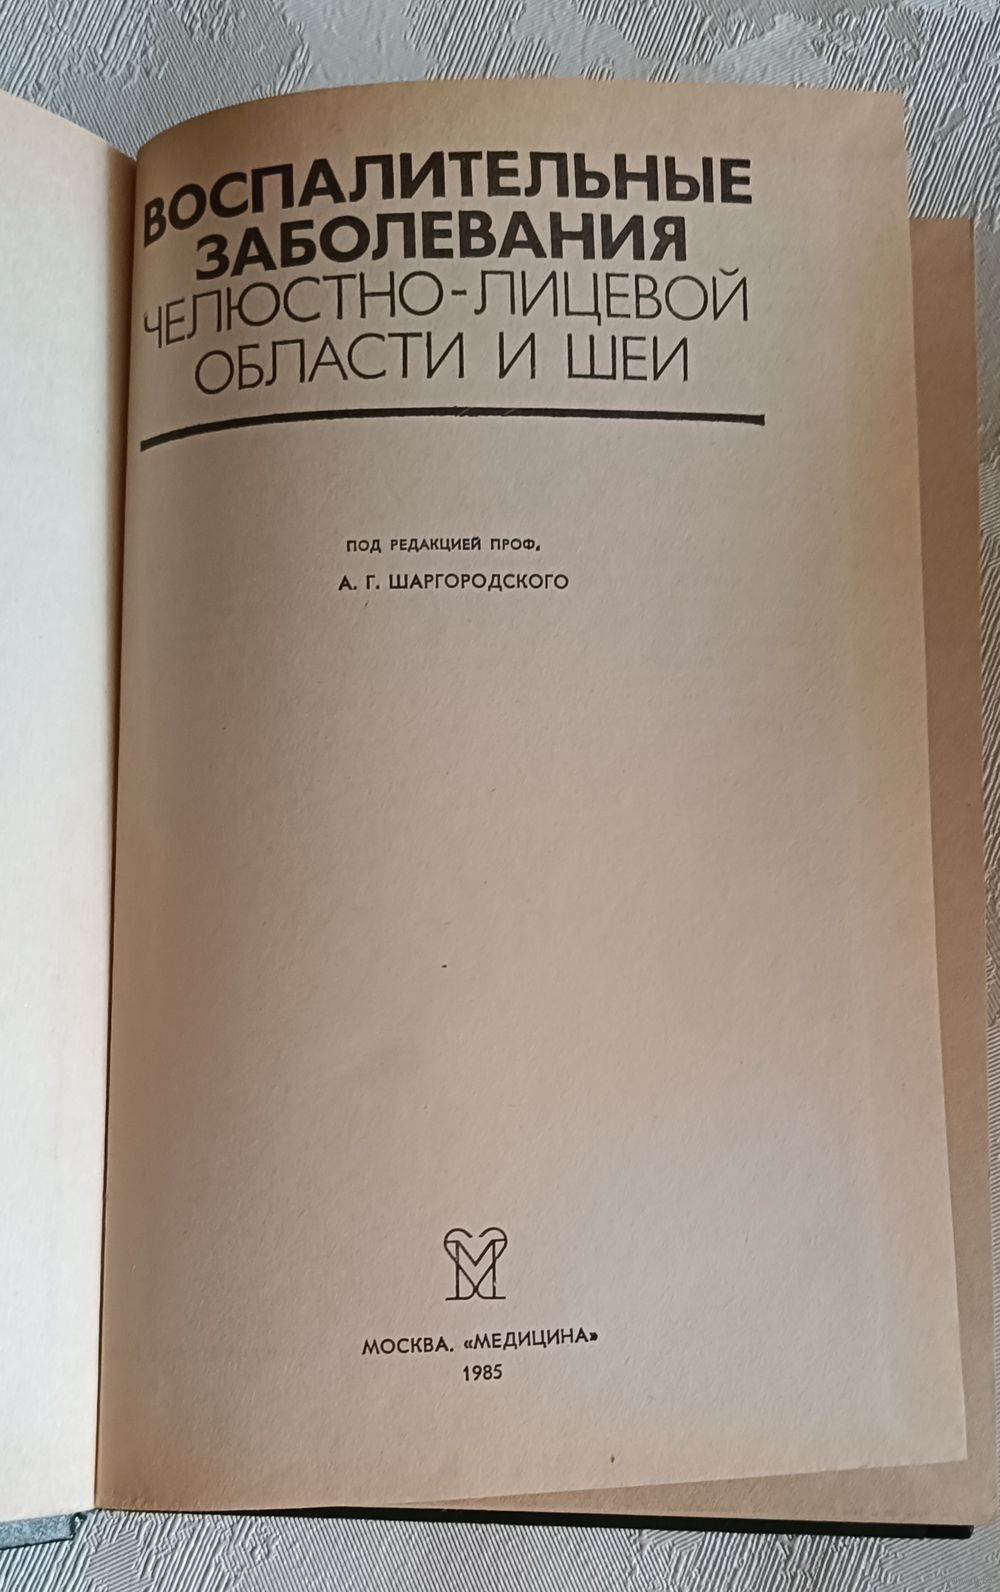 ВОСПАЛИТЕЛЬНЫЕ
ЗАБОЛЕВАНИЯ
ЧЕЛЮСТНО-ЛИЦЕВОЙ
ОБЛАСТИ И ШЕИ
ПОД РЕДАКЦИЕЙ ПРОФ.
А. Г. ШАРГОРОДСКОГО
М
МОСКВА. «МЕДИЦИНА»
1985